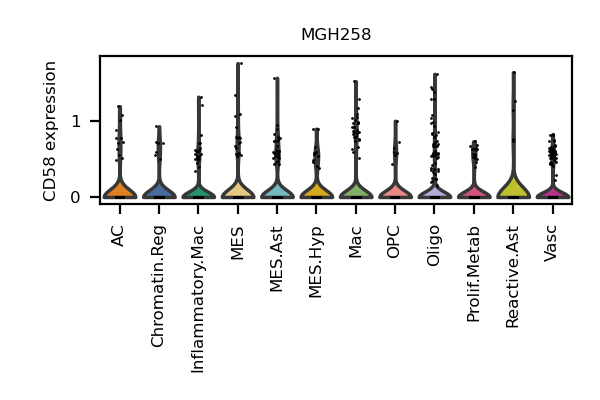 MGH258
CD58 expression
1
0
AC
Chromatin.Reg
Inflammatory.Mac
MES
MES.Ast
MES.Hyp
Mac
OPC
Oligo
Prolif.Metab
Reactive.Ast
Vasc